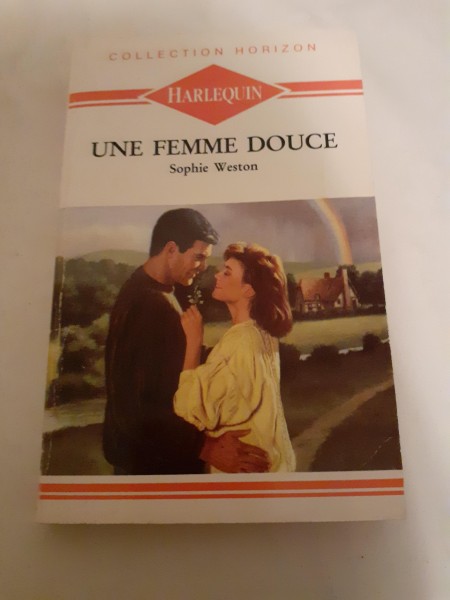 COLLECTION HORIZON
HARLEQUIN
UNE FEMME DOUCE
Sophie Weston